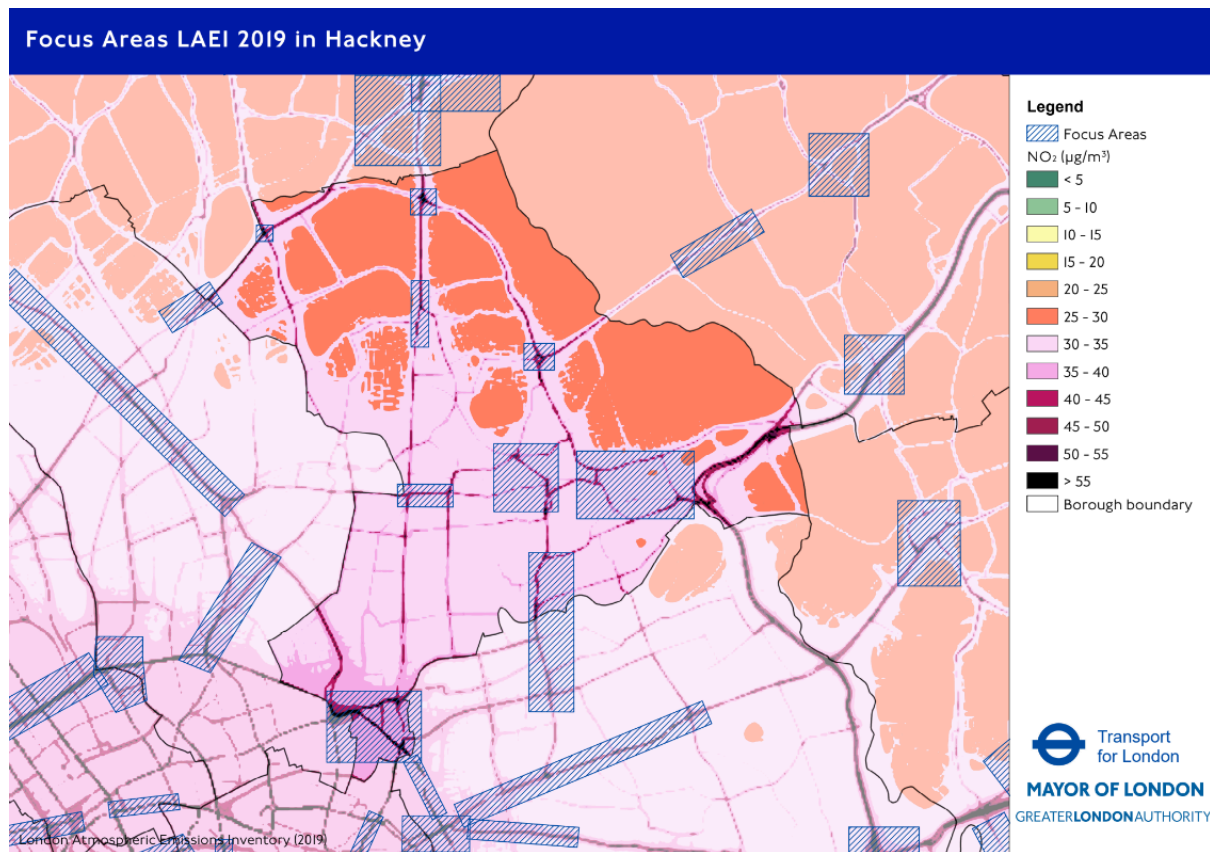 Focus Areas LAEI 2019 in Hackney
Legend
Focus Areas
NO₂ (µg/m³)
< 5
5 - 10
10 - 15
15 - 20
20 - 25
25 - 30
30 - 35
35 - 40
40 - 45
45 - 50
50 - 55
> 55
Borough boundary
Transport
for London
MAYOR OF LONDON
GREATERLONDONAUTHORITY
London Atmospheric Emissions Inventory (2019)